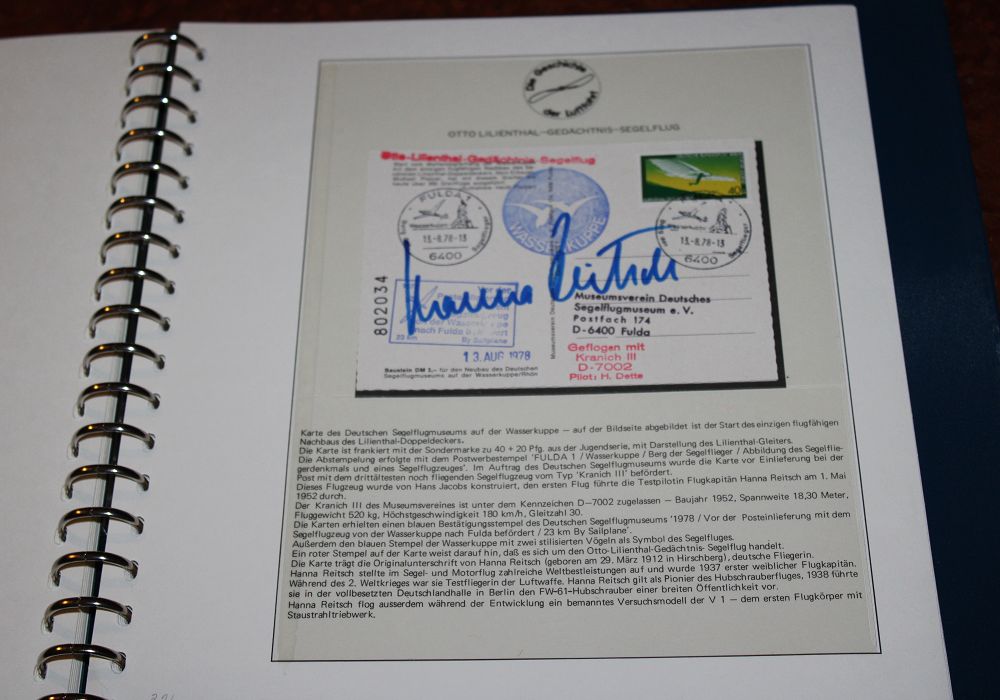 Die Geschichte
der Luftfahrt
OTTO LILIENTHAL-GEDÄCHTNIS-SEGELFLUG
Otto-Lilienthal-Gedächtnis Segelflug
40
FULDA 1
Wasserkuppe
Berg der Segelflieger
13.-8.78-13
6400
WASSERKUPPE
Wasserkuppe
Berg der Segelflieger
13.-8.78-13
6400
Hanna Reitsch
802034
der Wasserkuppe
nach Fulda
23 km By Sailplane
13. AUG 1978
Museumsverein Deutsches
Segelflugmuseum e. V.
Postfach 174
D-6400 Fulda
Geflogen mit
Kranich III
D-7002
Pilot: H. Dette
Baustein DM 1,- für den Neubau des Deutschen
Segelflugmuseums auf der Wasserkuppe/Rhön
Karte des Deutschen Segelflugmuseums auf der Wasserkuppe — auf der Bildseite abgebildet ist der Start des einzigen flugfähigen
Nachbaus des Lilienthal-Doppeldeckers.
Die Karte ist frankiert mit der Sondermarke zu 40 + 20 Pfg. aus der Jugendserie, mit Darstellung des Lilienthal-Gleiters.
Die Abstempelung erfolgte mit dem Postwerbestempel 'FULDA 1 / Wasserkuppe / Berg der Segelflieger / Abbildung des Segelflie-
gerdenkmals und eines Segelflugzeuges'. Im Auftrag des Deutschen Segelflugmuseums wurde die Karte vor Einlieferung bei der
Post mit dem drittältesten noch fliegenden Segelflugzeug vom Typ 'Kranich III' befördert.
Dieses Flugzeug wurde von Hans Jacobs konstruiert, den ersten Flug führte die Testpilotin Flugkapitän Hanna Reitsch am 1. Mai
1952 durch.
Der Kranich III des Museumsvereins ist unter dem Kennzeichen D-7002 zugelassen — Baujahr 1952, Spannweite 18,30 Meter,
Fluggewicht 520 kg, Höchstgeschwindigkeit 180 km/h, Gleitzahl 30.
Die Karten erhielten einen blauen Bestätigungsstempel des Deutschen Segelflugmuseums '1978 / Vor der Posteinlieferung mit dem
Segelflugzeug von der Wasserkuppe nach Fulda befördert / 23 km By Sailplane'.
Außerdem den blauen Stempel der Wasserkuppe mit zwei stilisierten Vögeln als Symbol des Segelfluges.
Ein roter Stempel auf der Karte weist darauf hin, daß es sich um den Otto-Lilienthal-Gedächtnis- Segelflug handelt.
Die Karte trägt die Originalunterschrift von Hanna Reitsch (geboren am 29. März 1912 in Hirschberg), deutsche Fliegerin.
Hanna Reitsch stellte im Segel- und Motorflug zahlreiche Weltbestleistungen auf und wurde 1937 erster weiblicher Flugkapitän.
Während des 2. Weltkrieges war sie Testfliegerin der Luftwaffe. Hanna Reitsch gilt als Pionier des Hubschrauberfluges, 1938 führte
sie in der vollbesetzten Deutschlandhalle in Berlin den FW-61-Hubschrauber einer breiten Öffentlichkeit vor.
Hanna Reitsch flog ausserdem während der Entwicklung ein bemanntes Versuchsmodell der V 1 — dem ersten Flugkörper mit
Staustrahltriebwerk.